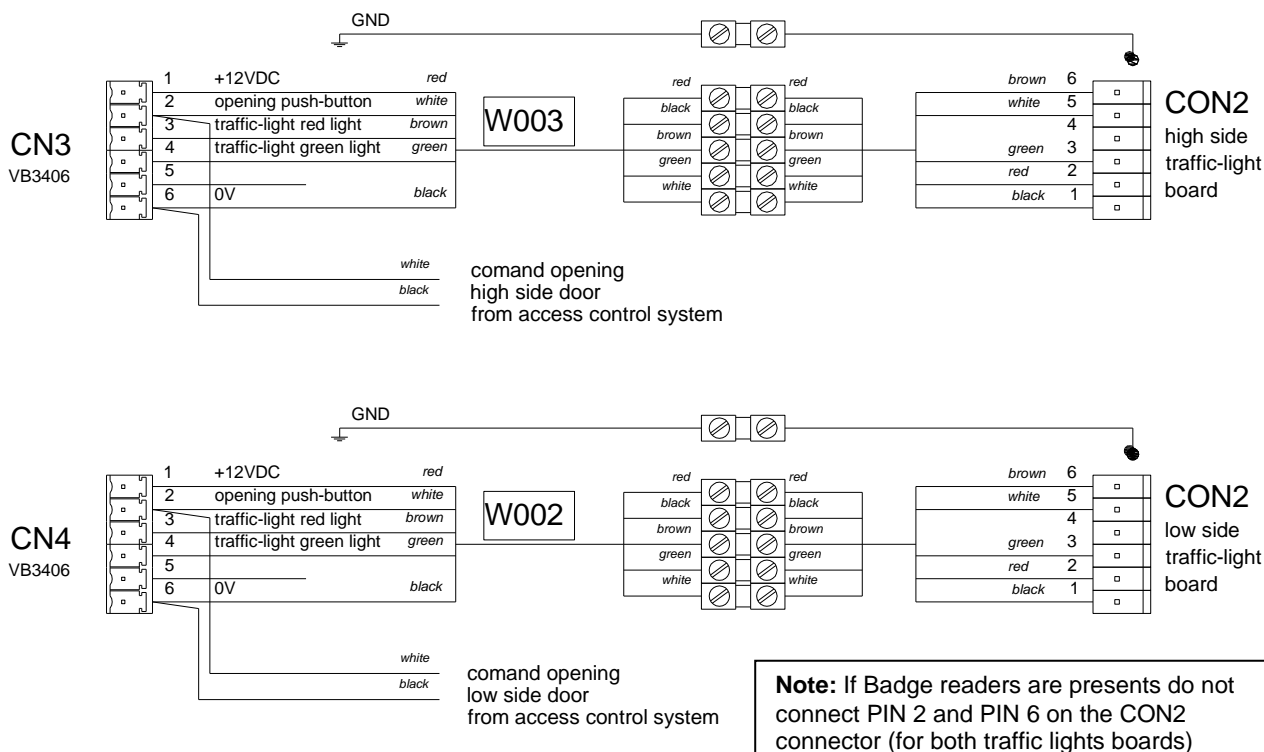 GND
1 +12VDC red
2 opening push-button white
3 traffic-light red light brown
4 traffic-light green light green
5
6 0V black
CN3
VB3406
W003
red red
black black
brown brown
green green
white white
brown 6
white 5
4
green 3
red 2
black 1
CON2
high side
traffic-light
board
white
black
comand opening
high side door
from access control system
GND
1 +12VDC red
2 opening push-button white
3 traffic-light red light brown
4 traffic-light green light green
5
6 0V black
CN4
VB3406
W002
red red
black black
brown brown
green green
white white
brown 6
white 5
4
green 3
red 2
black 1
CON2
low side
traffic-light
board
white
black
comand opening
low side door
from access control system
Note: If Badge readers are presents do not
connect PIN 2 and PIN 6 on the CON2
connector (for both traffic lights boards)